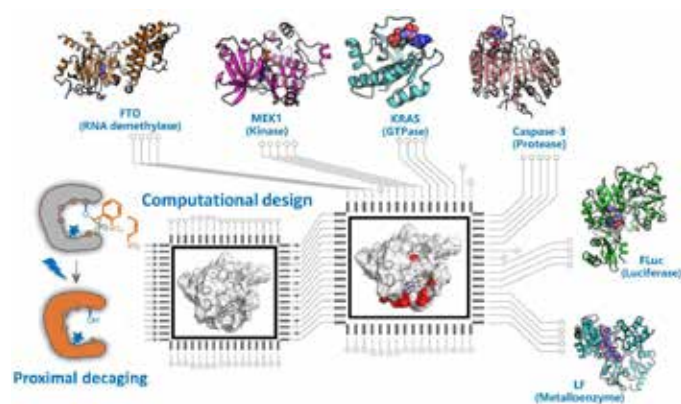 FTO
(RNA demethylase)
MEK1
(Kinase)
KRAS
(GTPase)
Caspase-3
(Protease)
Computational design
FLuc
(Luciferase)
LF
(Metalloenzyme)
Proximal decaging